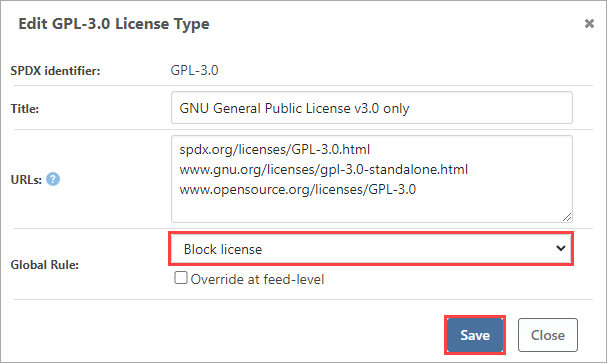 Edit GPL-3.0 License Type
SPDX identifier: GPL-3.0
Title: GNU General Public License v3.0 only
URLs: ?
spdx.org/licenses/GPL-3.0.html
www.gnu.org/licenses/gpl-3.0-standalone.html
www.opensource.org/licenses/GPL-3.0
Global Rule: Block license
Override at feed-level
Save Close